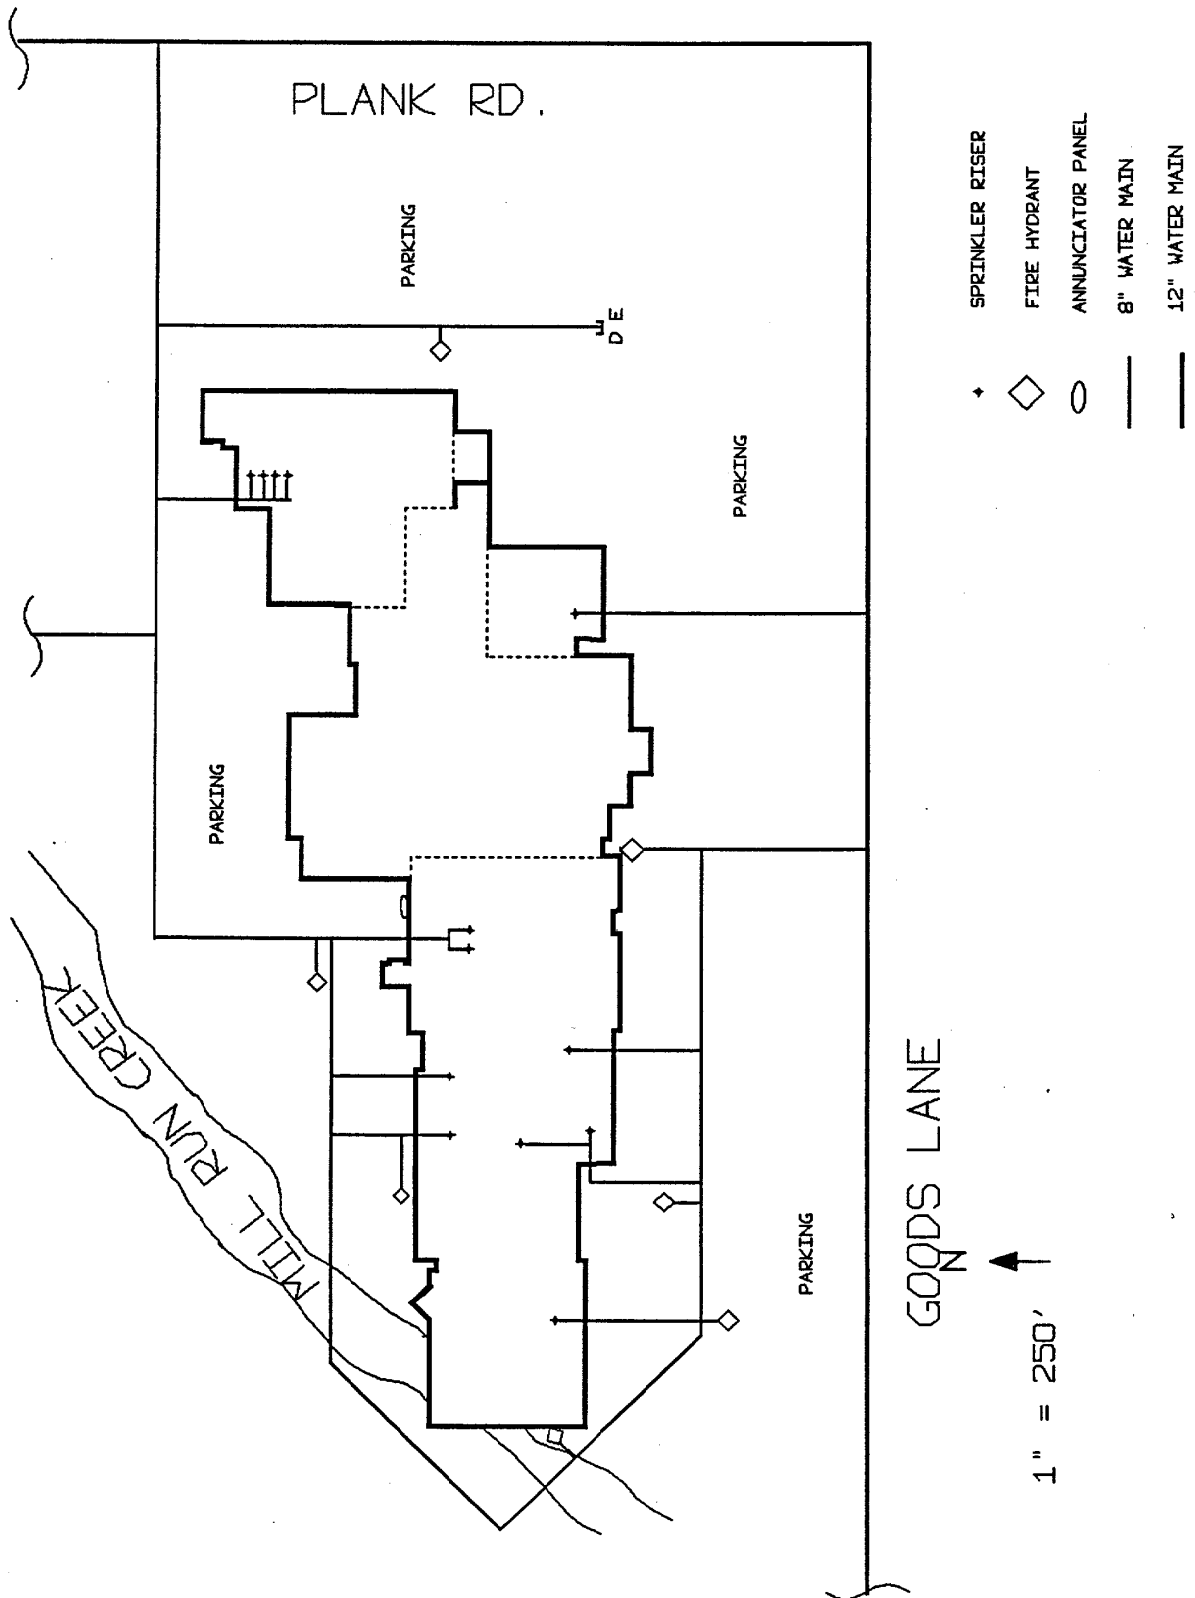 PLANK RD.
PARKING
PARKING
PARKING
PARKING
D E
MILL RUN CREEK
GOODS LANE
N
1" = 250'
SPRINKLER RISER
FIRE HYDRANT
ANNUNCIATOR PANEL
8" WATER MAIN
12" WATER MAIN